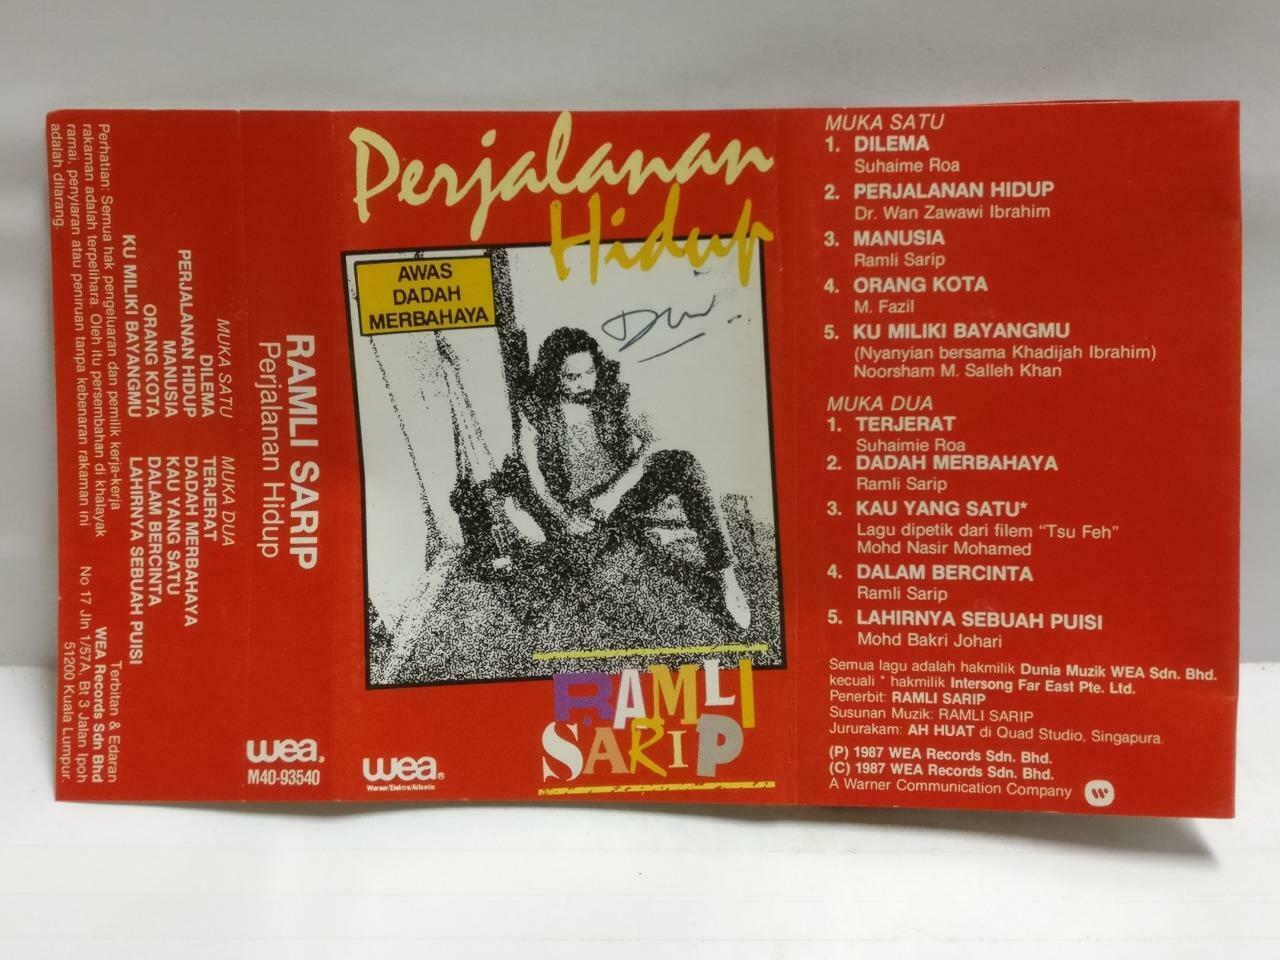 Perhatian: Semua hak pengeluaran dan pemilik kerja-kerja
rakaman adalah terpelihara. Oleh itu persembahan di khalayak
ramai, penyiaran atau peniruan tanpa kebenaran rakaman ini
adalah dilarang.
Terbitan & Edaran
WEA Records Sdn Bhd
No 17 Jln 1/57A, Bt 3 Jalan Ipoh
51200 Kuala Lumpur.
MUKA SATU
DILEMA
PERJALANAN HIDUP
MANUSIA
ORANG KOTA
KU MILIKI BAYANGMU
MUKA DUA
TERJERAT
DADAH MERBAHAYA
KAU YANG SATU
DALAM BERCINTA
LAHIRNYA SEBUAH PUISI
RAMLI SARIP
Perjalanan Hidup
wea®
M40-93540
Perjalanan
Hidup
AWAS
DADAH
MERBAHAYA
RAMLI
SARIP
wea®
Warner/Elektra/Atlantic
MUKA SATU
1. DILEMA
Suhaime Roa
2. PERJALANAN HIDUP
Dr. Wan Zawawi Ibrahim
3. MANUSIA
Ramli Sarip
4. ORANG KOTA
M. Fazil
5. KU MILIKI BAYANGMU
(Nyanyian bersama Khadijah Ibrahim)
Noorsham M. Salleh Khan
MUKA DUA
1. TERJERAT
Suhaimie Roa
2. DADAH MERBAHAYA
Ramli Sarip
3. KAU YANG SATU*
Lagu dipetik dari filem “Tsu Feh”
Mohd Nasir Mohamed
4. DALAM BERCINTA
Ramli Sarip
5. LAHIRNYA SEBUAH PUISI
Mohd Bakri Johari
Semua lagu adalah hakmilik Dunia Muzik WEA Sdn. Bhd.
kecuali * hakmilik Intersong Far East Pte. Ltd.
Penerbit: RAMLI SARIP
Susunan Muzik: RAMLI SARIP
Jururakam: AH HUAT di Quad Studio, Singapura.
(P) 1987 WEA Records Sdn. Bhd.
(C) 1987 WEA Records Sdn. Bhd.
A Warner Communication Company